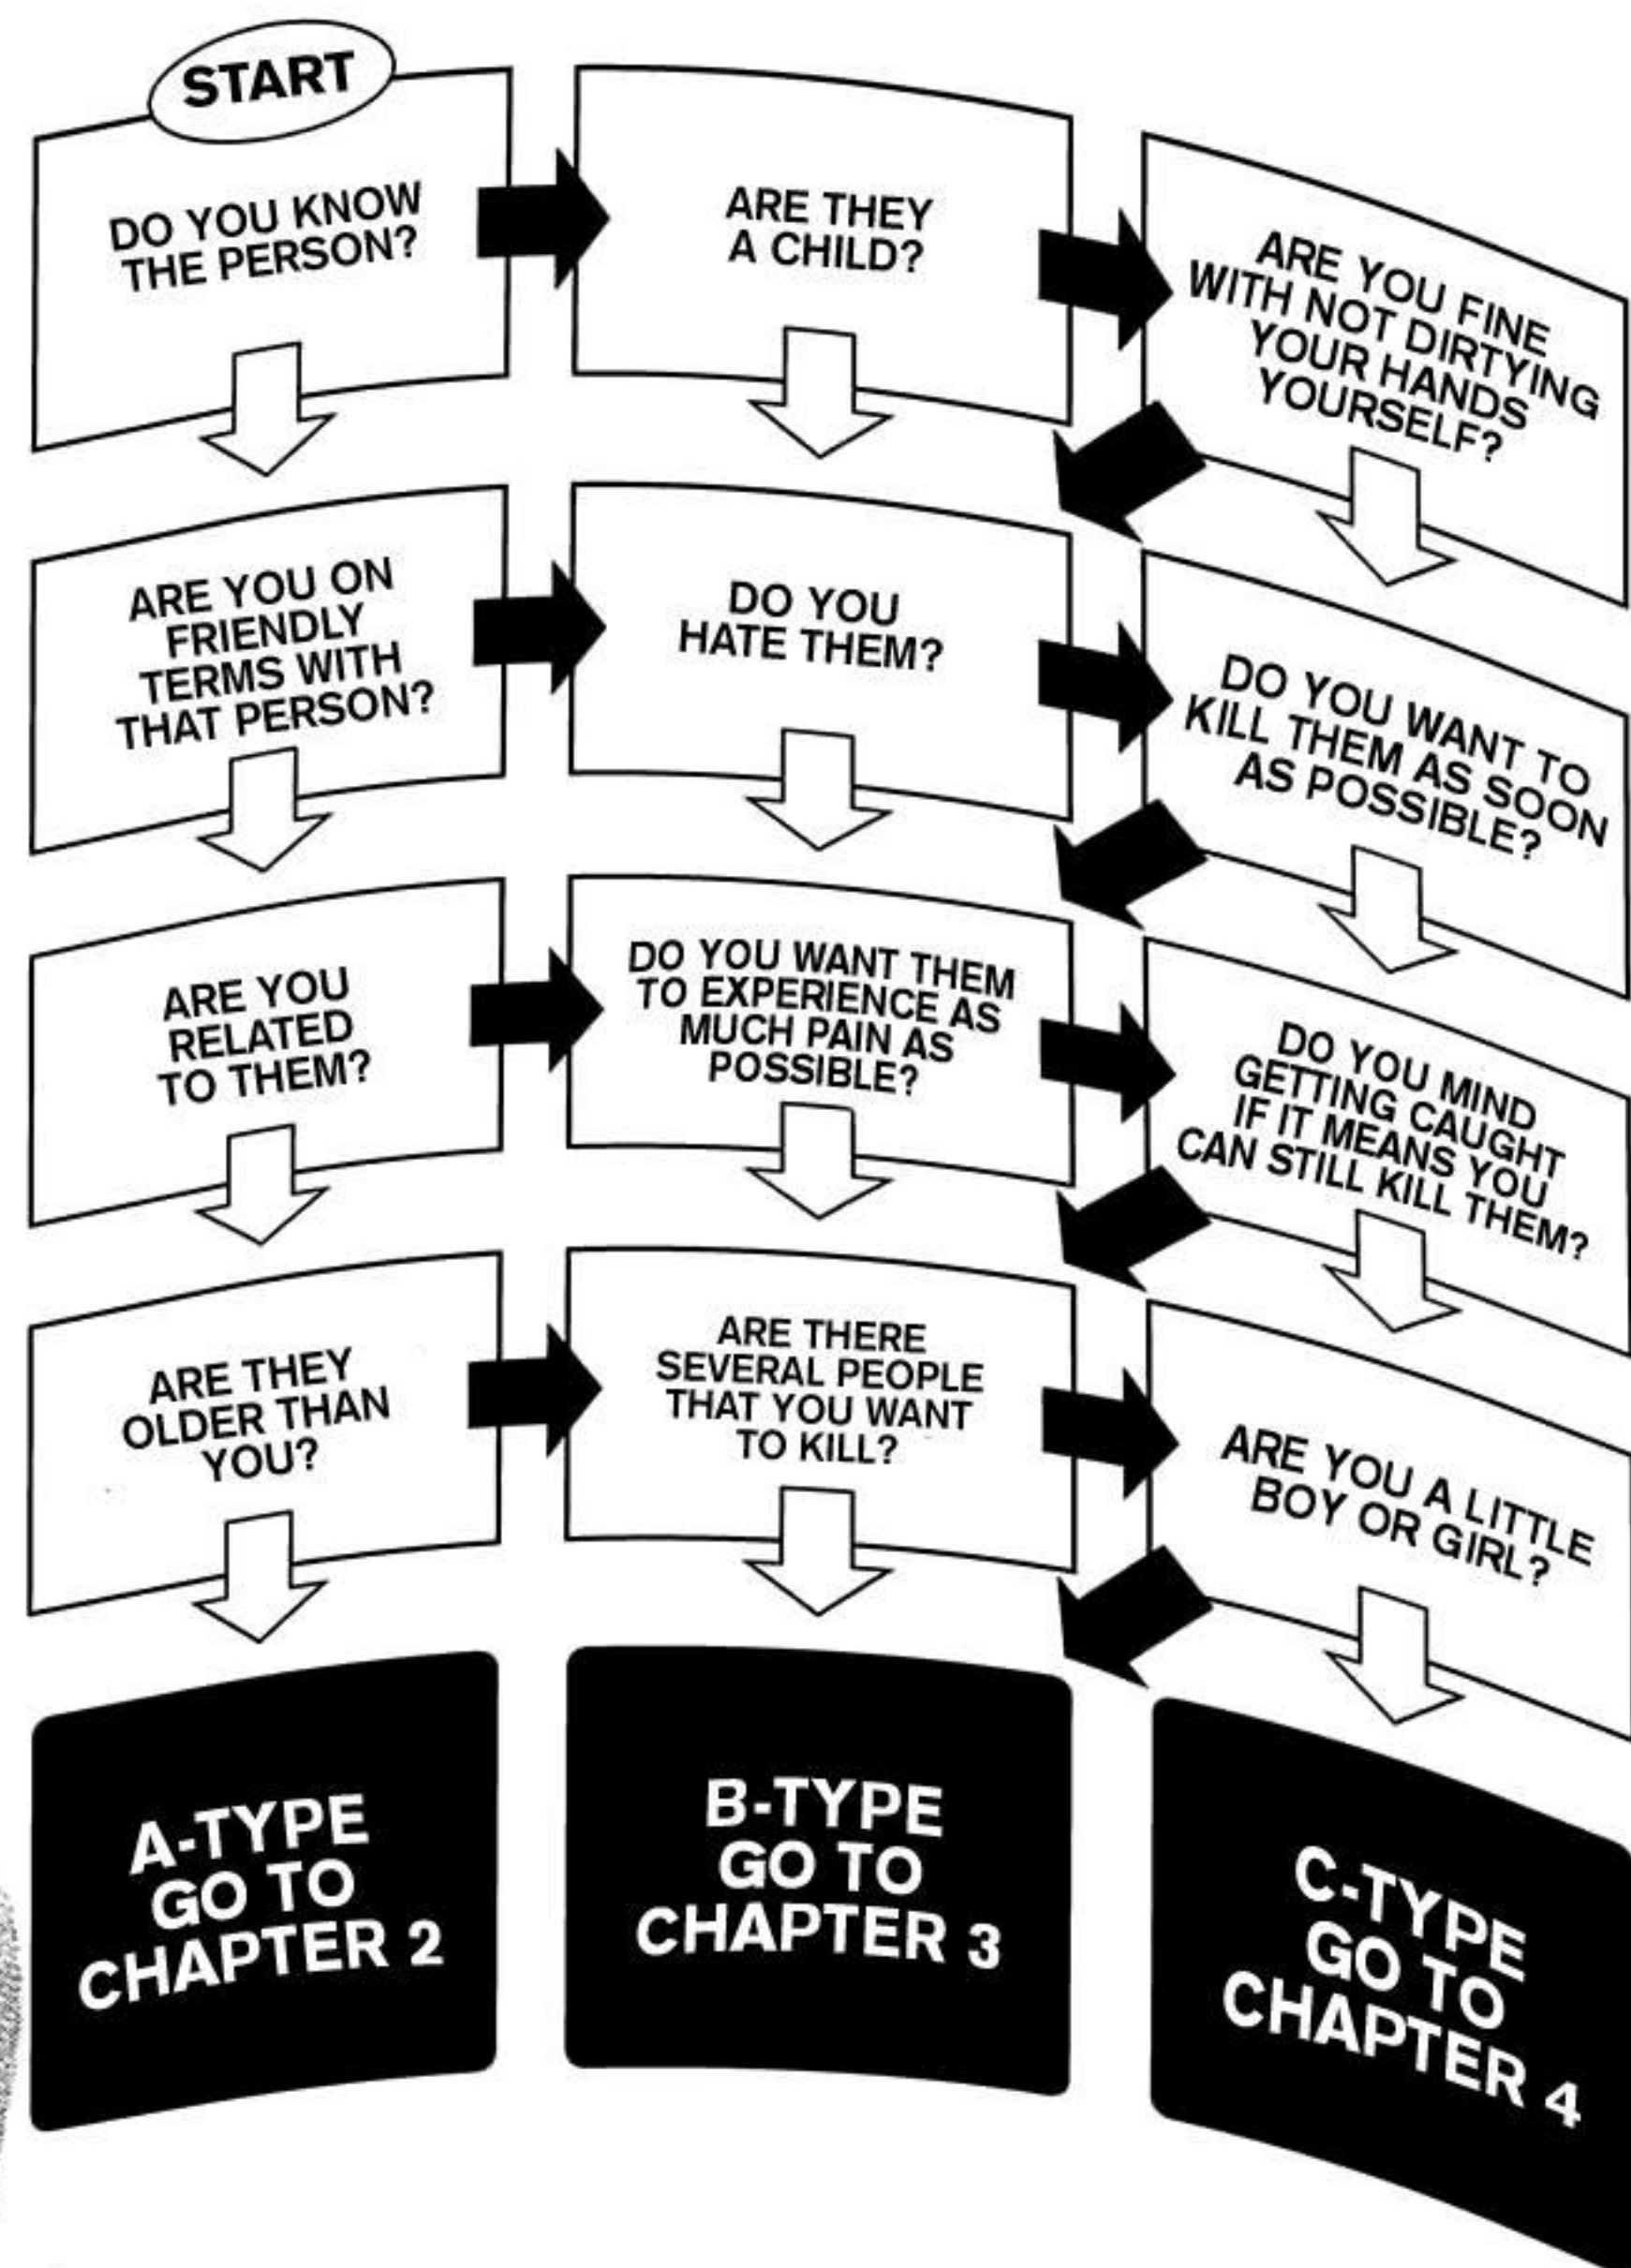 START
DO YOU KNOW
THE PERSON?
ARE THEY
A CHILD?
ARE YOU FINE
WITH NOT DIRTYING
YOUR HANDS
YOURSELF?
ARE YOU ON
FRIENDLY
TERMS WITH
THAT PERSON?
DO YOU
HATE THEM?
DO YOU WANT TO
KILL THEM AS SOON
AS POSSIBLE?
ARE YOU
RELATED
TO THEM?
DO YOU WANT THEM
TO EXPERIENCE AS
MUCH PAIN AS
POSSIBLE?
DO YOU MIND
GETTING CAUGHT
IF IT MEANS YOU
CAN STILL KILL THEM?
ARE THEY
OLDER THAN
YOU?
ARE THERE
SEVERAL PEOPLE
THAT YOU WANT
TO KILL?
ARE YOU A LITTLE
BOY OR GIRL?
A-TYPE
GO TO
CHAPTER 2
B-TYPE
GO TO
CHAPTER 3
C-TYPE
GO TO
CHAPTER 4